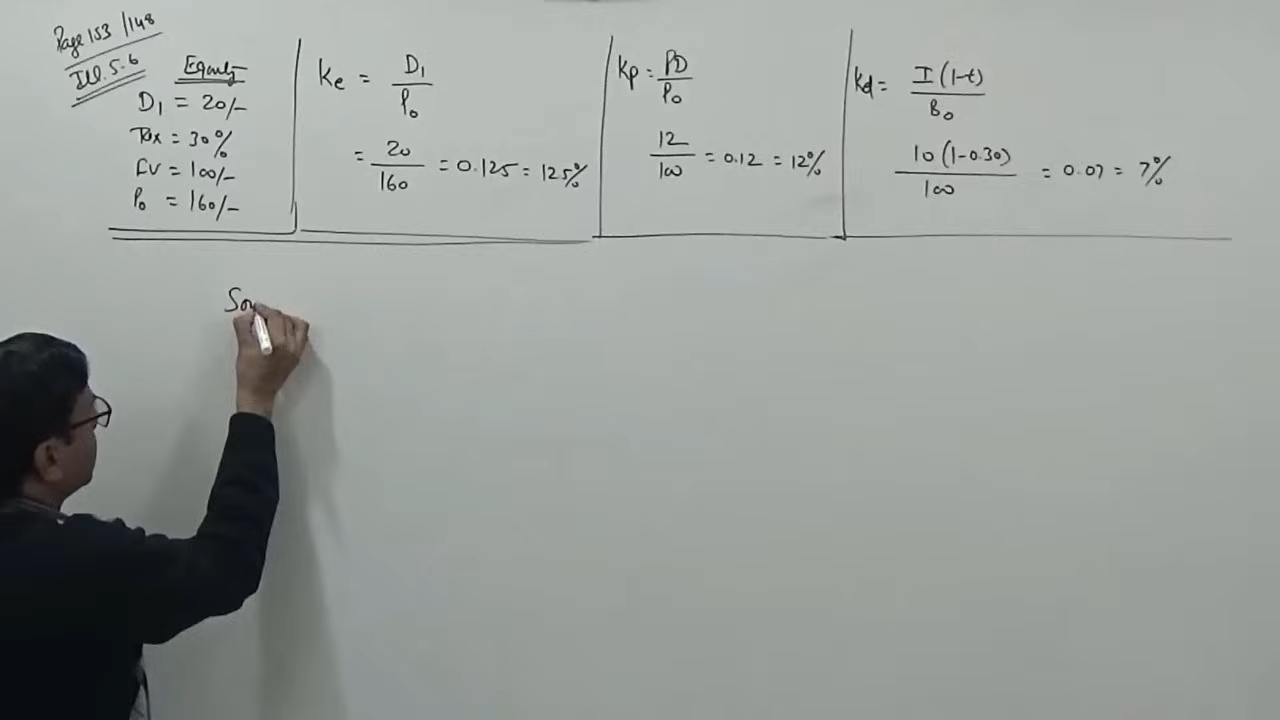 Page 153/148
Ill. 5.6
Equity
D₁ = 20/-
Tax = 30%
FV = 100/-
P₀ = 160/-
Ke = D₁/P₀
= 20/160 = 0.125 = 12.5%
Kp = PD/P₀
12/100 = 0.12 = 12%
Kd = I(1-t)/B₀
10(1-0.30)/100 = 0.07 = 7%